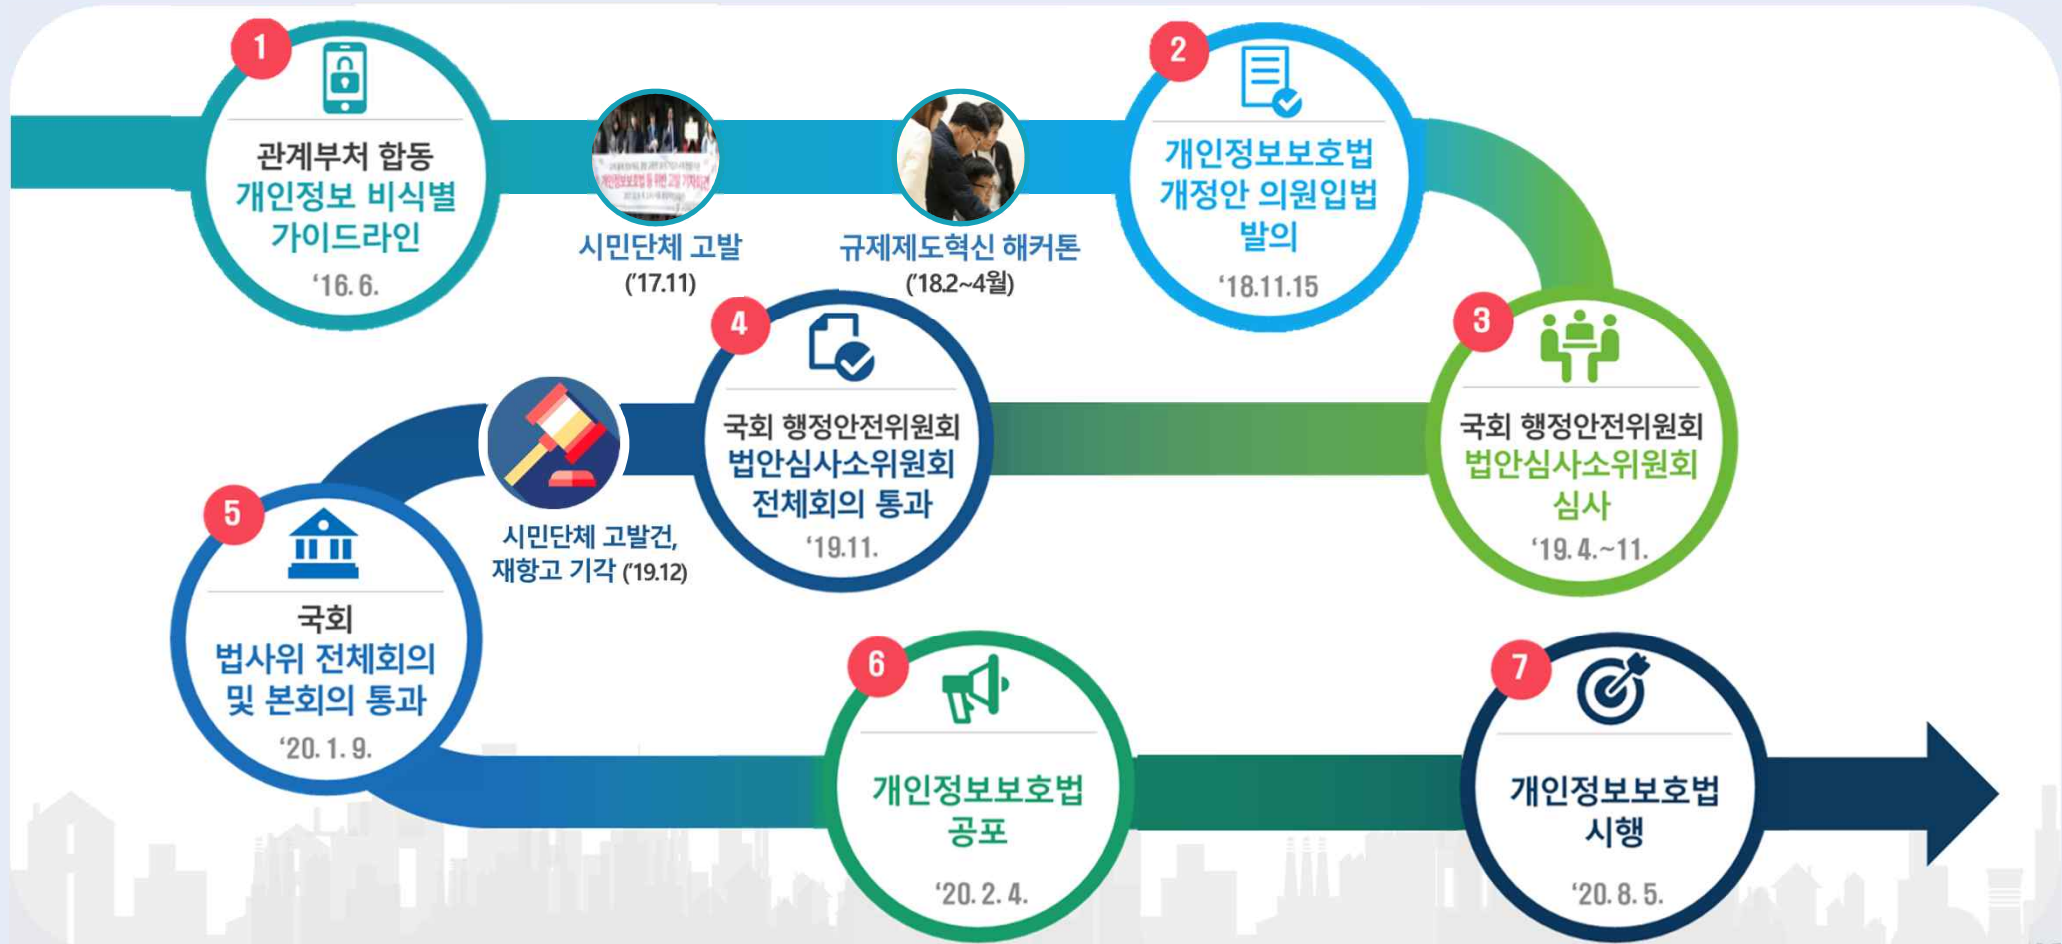 1
관계부처 합동
개인정보 비식별
가이드라인
‘16. 6.
시민단체 고발
(’17.11)
규제제도혁신 해커톤
(’18.2~4월)
2
개인정보보호법
개정안 의원입법
발의
‘18.11.15
3
국회 행정안전위원회
법안심사소위원회
심사
‘19. 4.~11.
4
국회 행정안전위원회
법안심사소위원회
전체회의 통과
‘19.11.
시민단체 고발건,
재항고 기각 (’19.12)
5
국회
법사위 전체회의
및 본회의 통과
‘20. 1. 9.
6
개인정보보호법
공포
‘20. 2. 4.
7
개인정보보호법
시행
‘20. 8. 5.